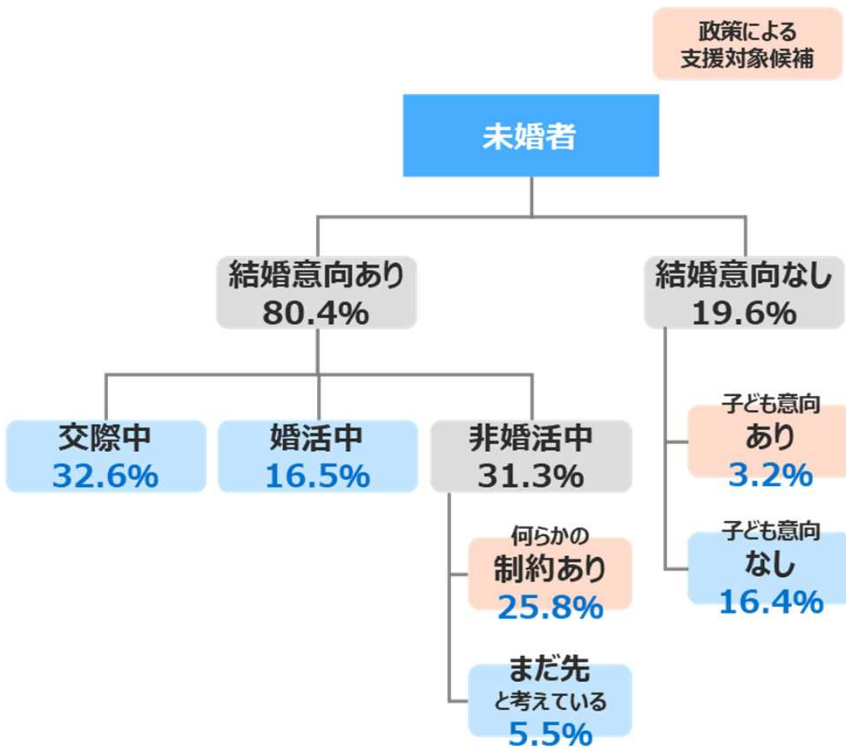 政策による
支援対象候補
未婚者
結婚意向あり
80.4%
結婚意向なし
19.6%
交際中
32.6%
婚活中
16.5%
非婚活中
31.3%
子ども意向
あり
3.2%
何らかの
制約あり
25.8%
子ども意向
なし
16.4%
まだ先
と考えている
5.5%